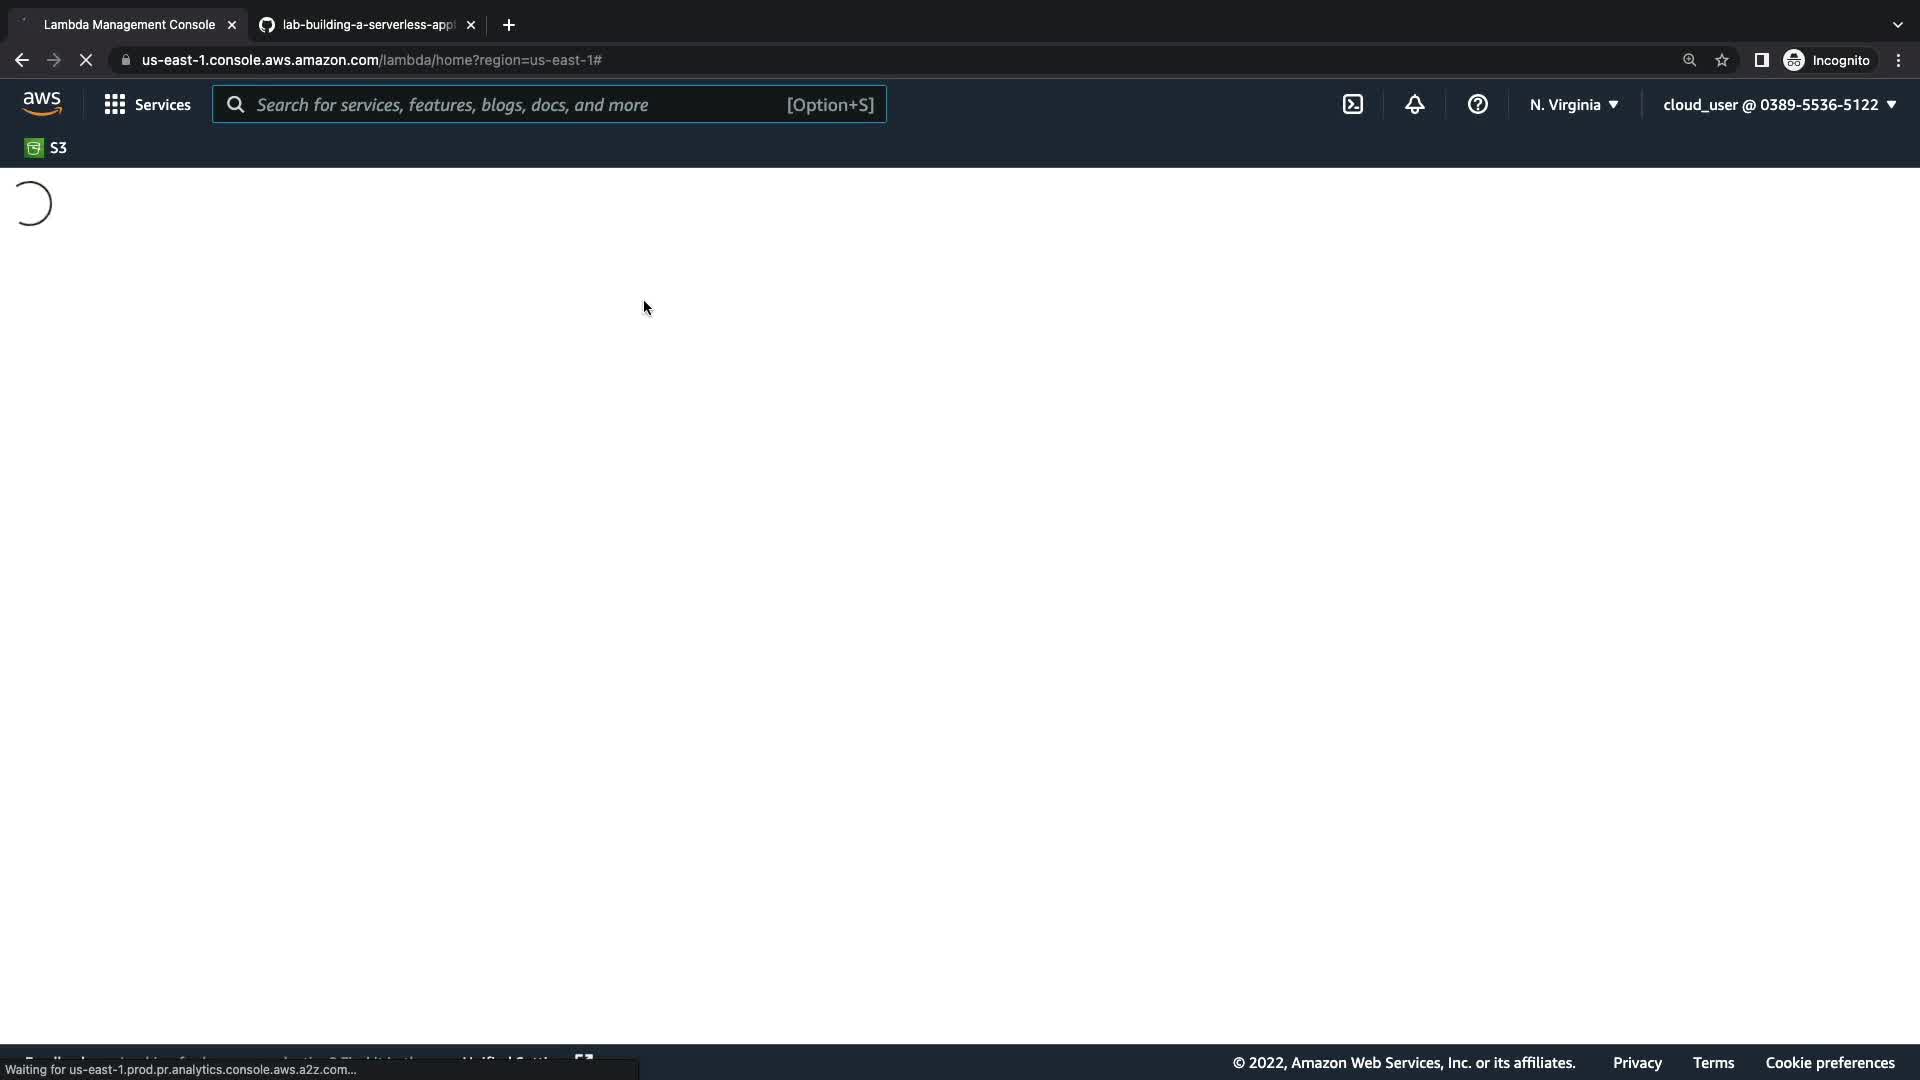 Lambda Management Console
lab-building-a-serverless-appl
us-east-1.console.aws.amazon.com/lambda/home?region=us-east-1#
Incognito
aws
Services
Search for services, features, blogs, docs, and more
[Option+S]
N. Virginia
cloud_user @ 0389-5536-5122
S3
© 2022, Amazon Web Services, Inc. or its affiliates.
Privacy
Terms
Cookie preferences
Waiting for us-east-1.prod.pr.analytics.console.aws.a2z.com...